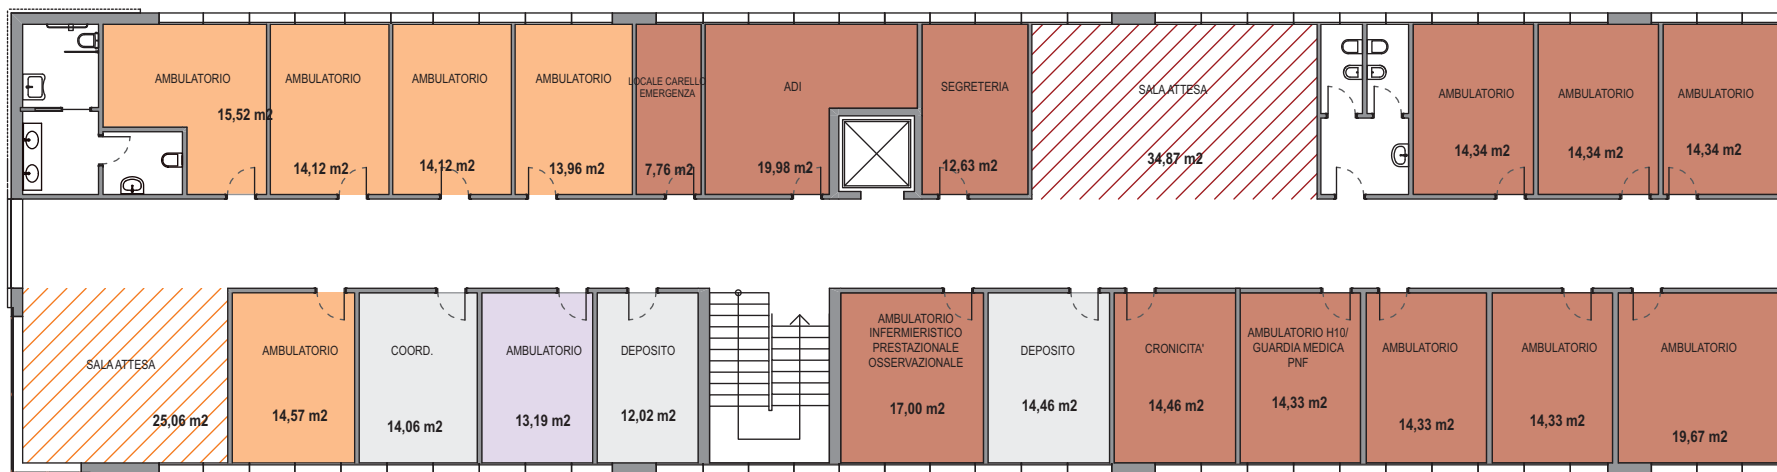 AMBULATORIO
15,52 m2
AMBULATORIO
14,12 m2
AMBULATORIO
14,12 m2
AMBULATORIO
13,96 m2
LOCALE CARELLO
EMERGENZA
7,76 m2
ADI
19,98 m2
SEGRETERIA
12,63 m2
SALA ATTESA
34,87 m2
AMBULATORIO
14,34 m2
AMBULATORIO
14,34 m2
AMBULATORIO
14,34 m2
SALA ATTESA
25,06 m2
AMBULATORIO
14,57 m2
COORD.
14,06 m2
AMBULATORIO
13,19 m2
DEPOSITO
12,02 m2
AMBULATORIO
INFERMIERISTICO
PRESTAZIONALE
OSSERVAZIONALE
17,00 m2
DEPOSITO
14,46 m2
CRONICITA'
14,46 m2
AMBULATORIO H10/
GUARDIA MEDICA
PNF
14,33 m2
AMBULATORIO
14,33 m2
AMBULATORIO
14,33 m2
AMBULATORIO
19,67 m2